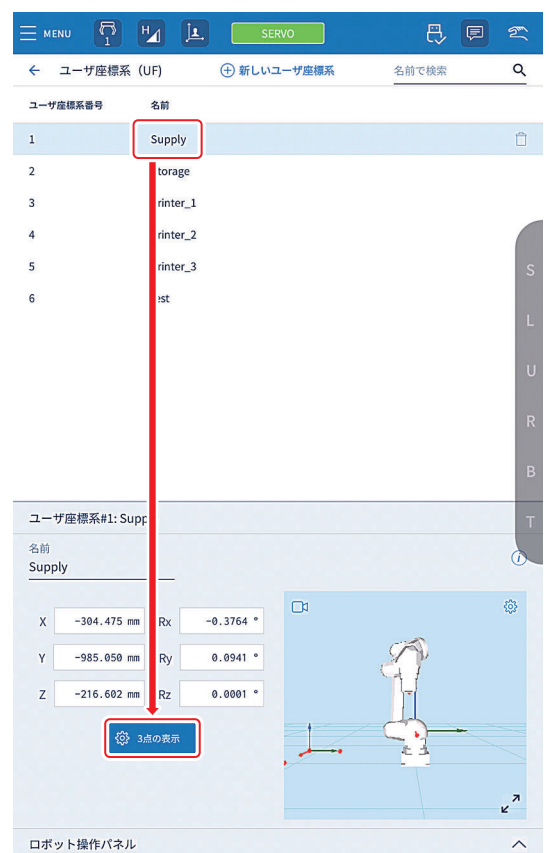 MENU 1 H SERVO
ユーザ座標系（UF） 新しいユーザ座標系 名前で検索
ユーザ座標系番号 名前
1 Supply
2 torage
3 rinter_1
4 rinter_2
5 rinter_3
6 est
S
L
U
R
B
T
ユーザ座標系#1: Supp
名前
Supply
X -304.475 mm Rx -0.3764 °
Y -985.050 mm Ry 0.0941 °
Z -216.602 mm Rz 0.0001 °
3点の表示
ロボット操作パネル